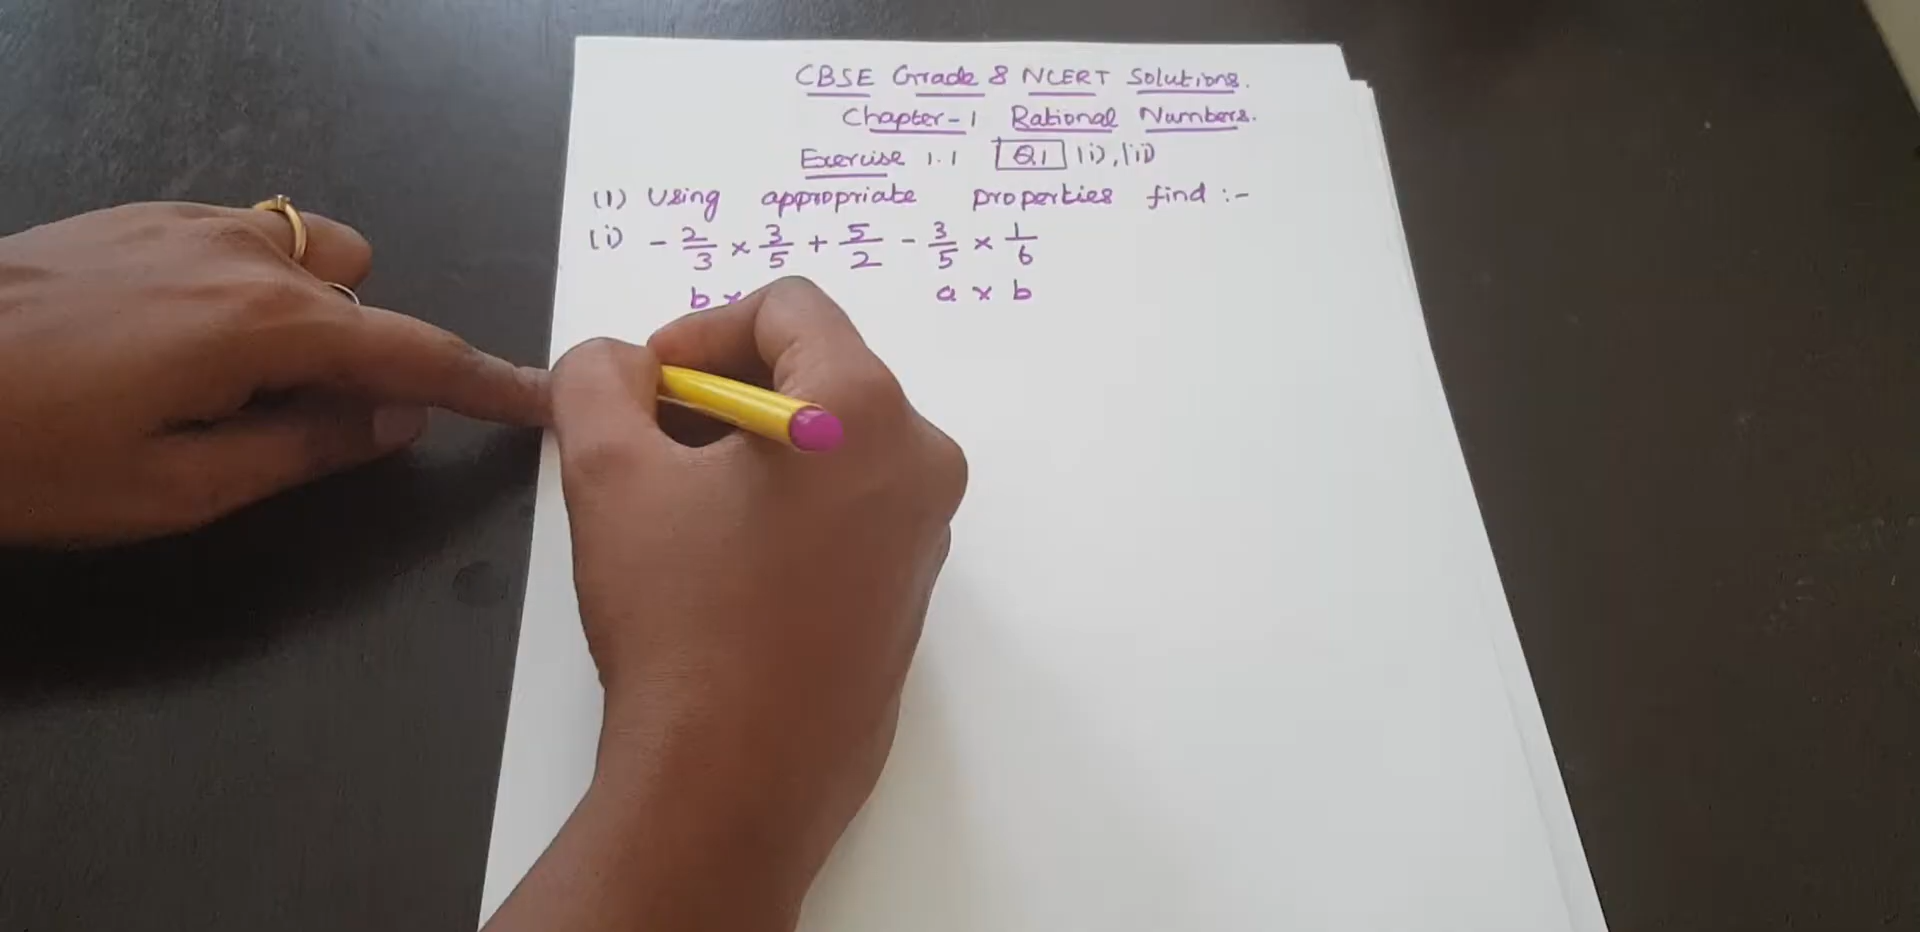 CBSE Grade 8 NCERT Solutions.
Chapter-1 Rational Numbers.
Exercise 1.1 Q1 (i), (ii)
(1) Using appropriate properties find :-
(i) - 2/3 × 3/5 + 5/2 - 3/5 × 1/6
b × a × b